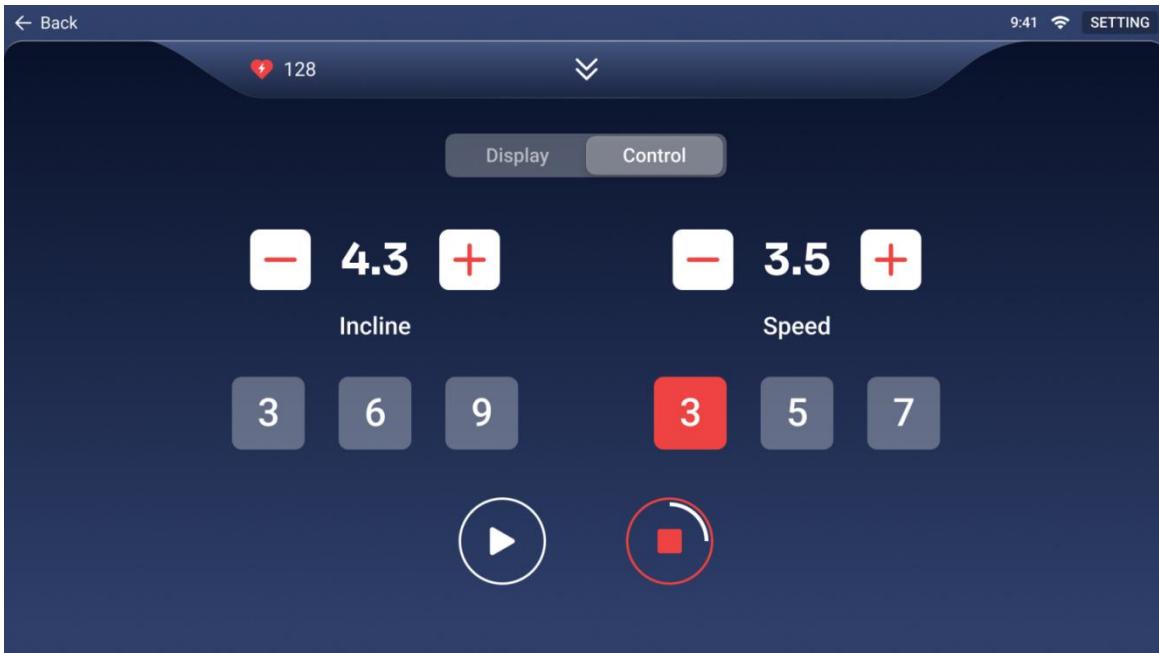 Back
9:41 SETTING
128
Display Control
4.3 3.5
Incline Speed
3 6 9 3 5 7